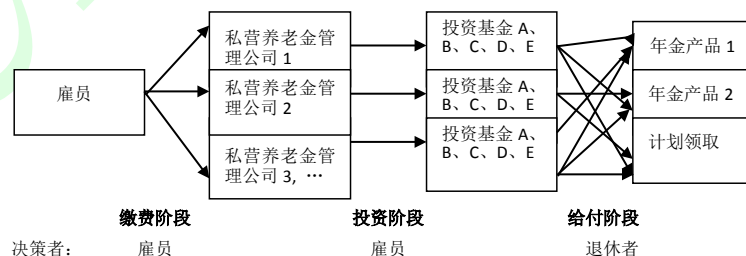 雇员
私营养老金管
理公司 1
私营养老金管
理公司 2
私营养老金管
理公司 3, …
投资基金 A、
B、C、D、E
投资基金 A、
B、C、D、E
投资基金 A、
B、C、D、E
年金产品 1
年金产品 2
计划领取
缴费阶段 投资阶段 给付阶段
决策者： 雇员 雇员 退休者